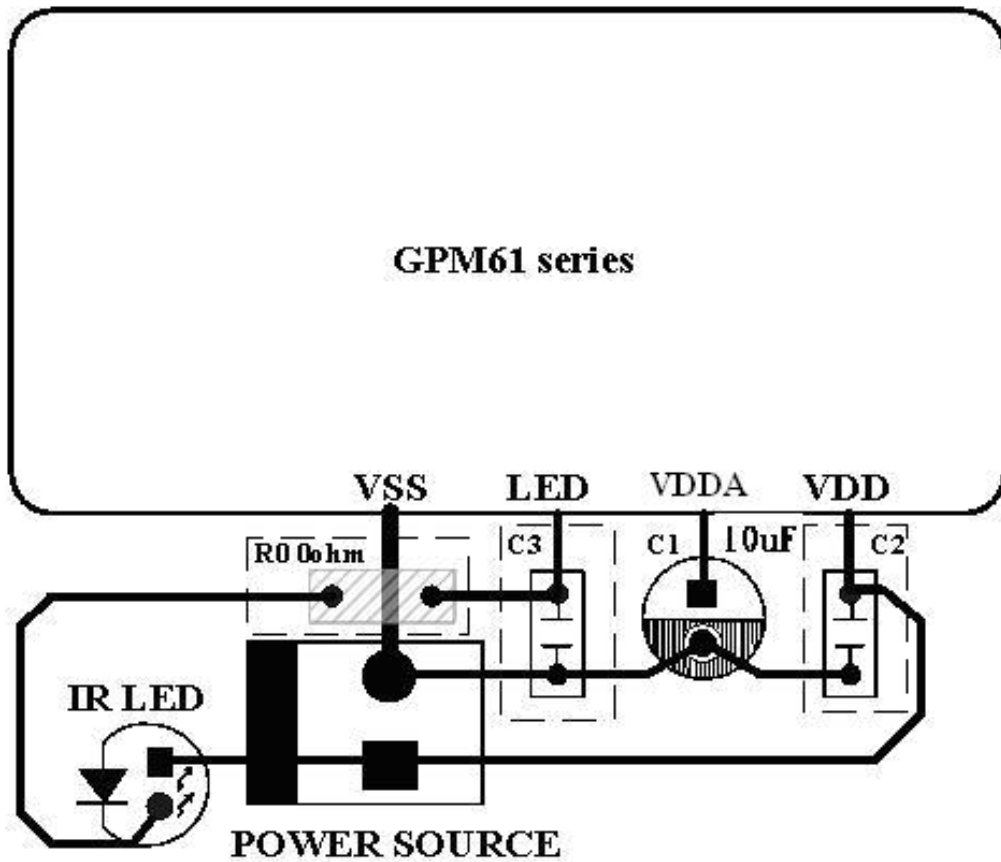 GPM61 series
VSS LED VDDA VDD
R0 0ohm C3 C1 10uF C2
IR LED
POWER SOURCE